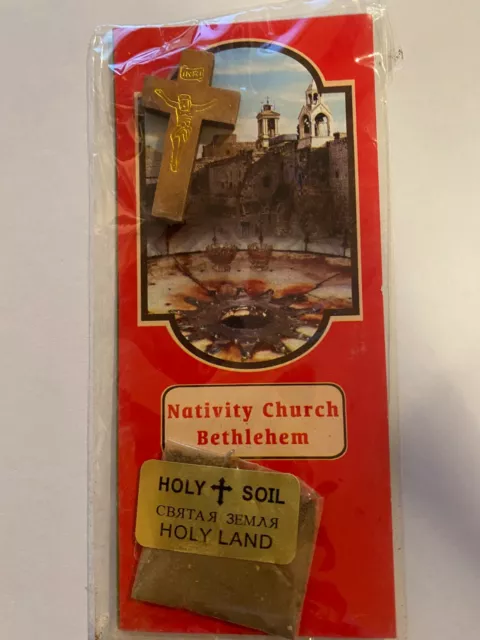 INRI
Nativity Church
Bethlehem
HOLY ✝ SOIL
СВЯТАЯ ЗЕМЛЯ
HOLY LAND